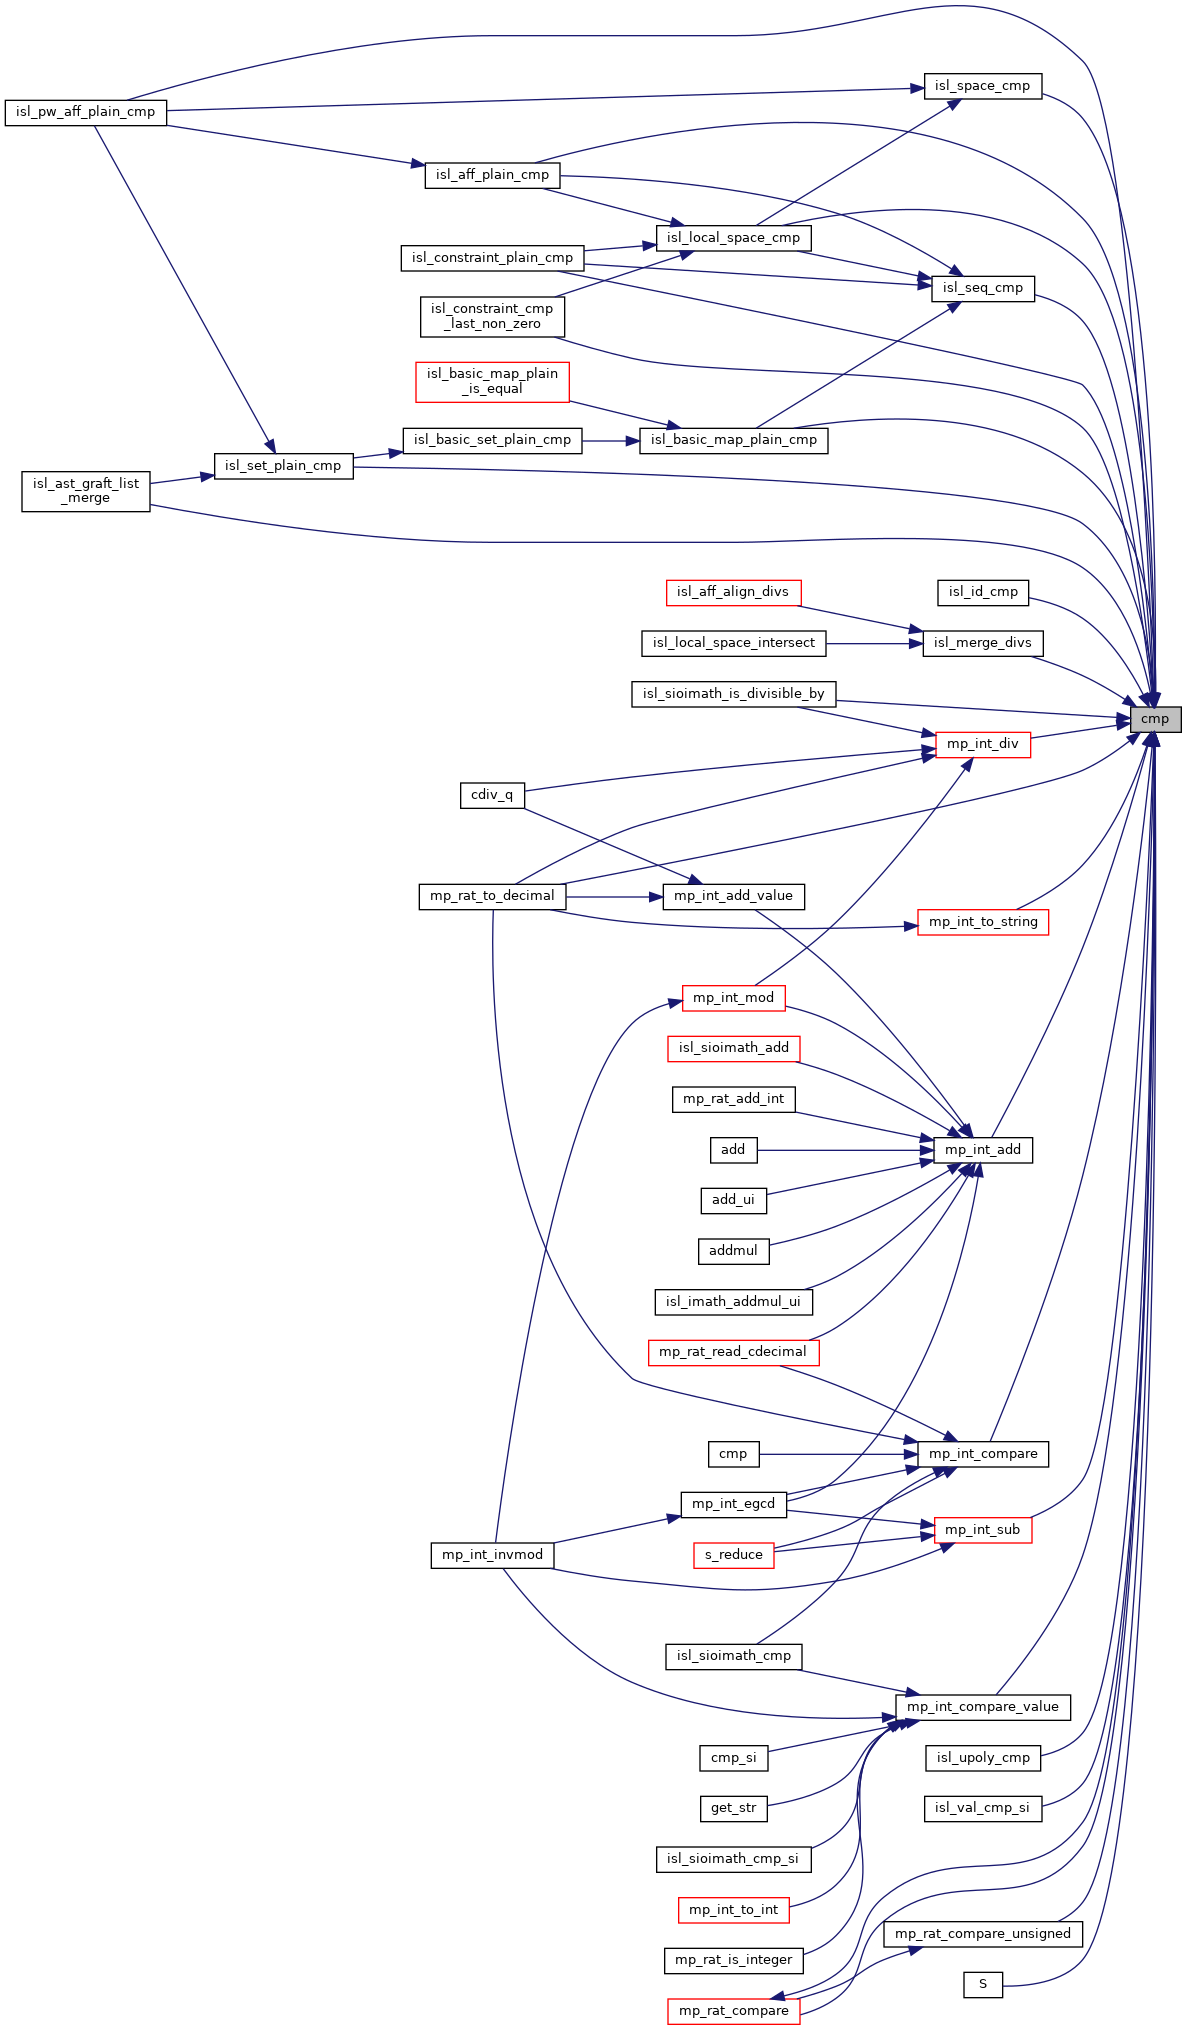 isl_space_cmp
isl_pw_aff_plain_cmp
isl_aff_plain_cmp
isl_local_space_cmp
isl_constraint_plain_cmp
isl_seq_cmp
isl_constraint_cmp
_last_non_zero
isl_basic_map_plain
_is_equal
isl_basic_set_plain_cmp
isl_basic_map_plain_cmp
isl_set_plain_cmp
isl_ast_graft_list
_merge
isl_aff_align_divs
isl_id_cmp
isl_local_space_intersect
isl_merge_divs
isl_sioimath_is_divisible_by
cmp
mp_int_div
cdiv_q
mp_rat_to_decimal
mp_int_add_value
mp_int_to_string
mp_int_mod
isl_sioimath_add
mp_rat_add_int
add
mp_int_add
add_ui
addmul
isl_imath_addmul_ui
mp_rat_read_cdecimal
cmp
mp_int_compare
mp_int_egcd
mp_int_sub
mp_int_invmod
s_reduce
isl_sioimath_cmp
mp_int_compare_value
cmp_si
isl_upoly_cmp
get_str
isl_val_cmp_si
isl_sioimath_cmp_si
mp_int_to_int
mp_rat_compare_unsigned
mp_rat_is_integer
S
mp_rat_compare